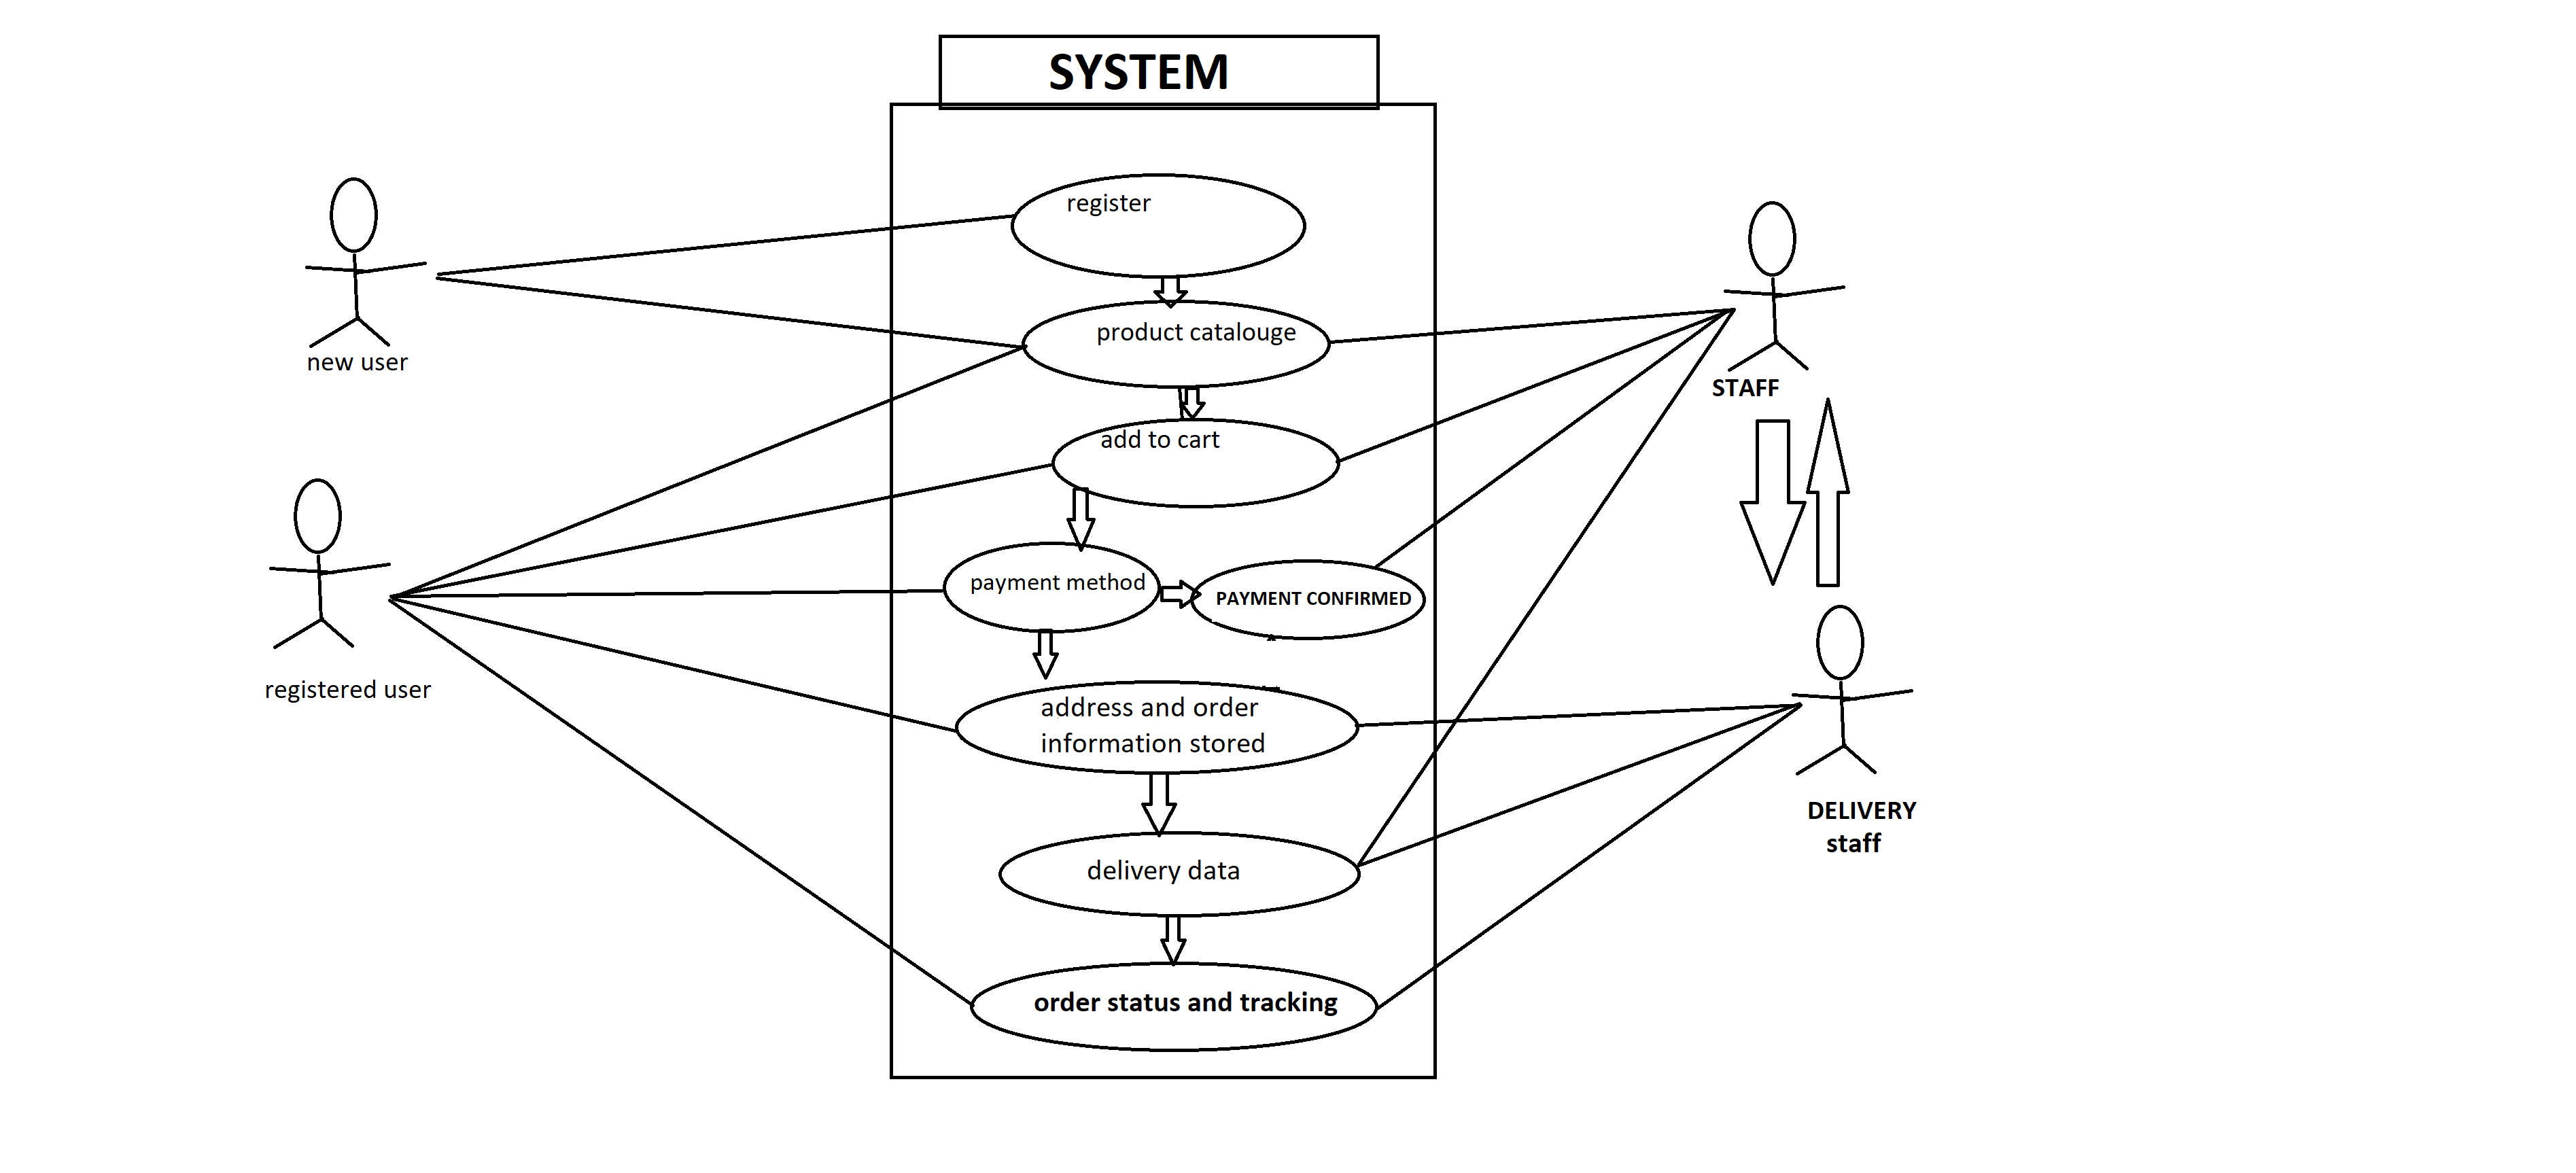 SYSTEM
register
new user
product catalouge
STAFF
add to cart
payment method
PAYMENT CONFIRMED
registered user
address and order
information stored
DELIVERY
staff
delivery data
order status and tracking